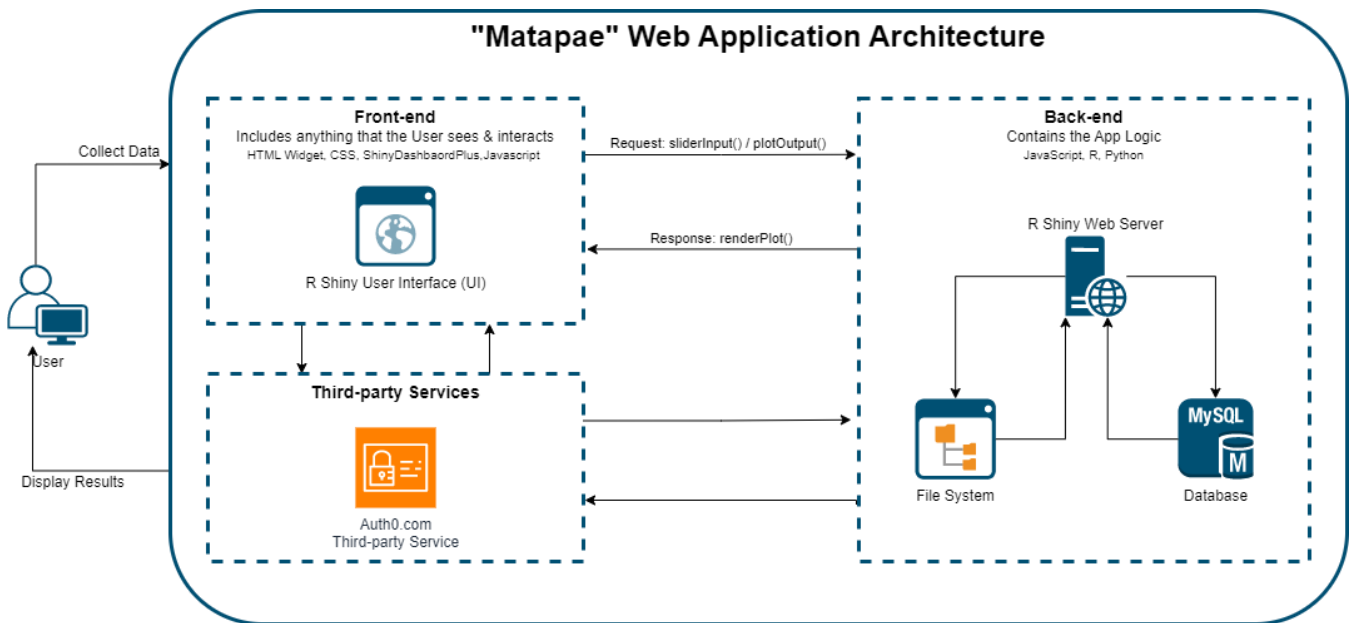 "Matapae" Web Application Architecture
Front-end
Includes anything that the User sees & interacts
HTML Widget, CSS, ShinyDashbaordPlus,Javascript
R Shiny User Interface (UI)
Collect Data
User
Display Results
Request: sliderInput() / plotOutput()
Response: renderPlot()
Third-party Services
Auth0.com
Third-party Service
Back-end
Contains the App Logic
JavaScript, R, Python
R Shiny Web Server
File System
MySQL
M
Database